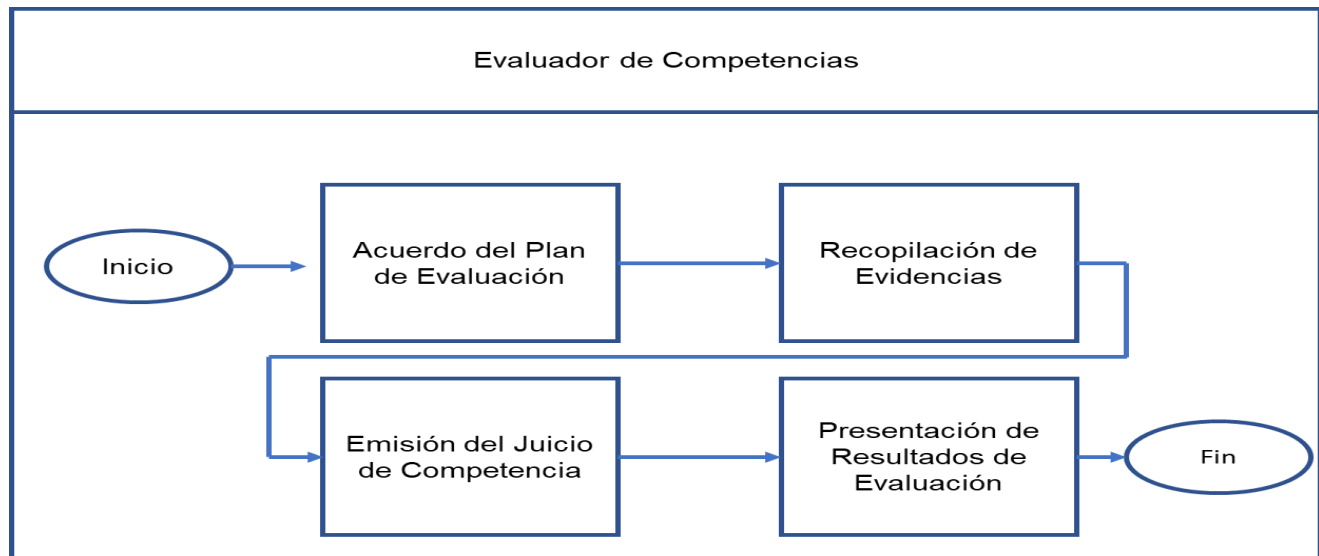 Evaluador de Competencias
Inicio
Acuerdo del Plan
de Evaluación
Recopilación de
Evidencias
Emisión del Juicio
de Competencia
Presentación de
Resultados de
Evaluación
Fin